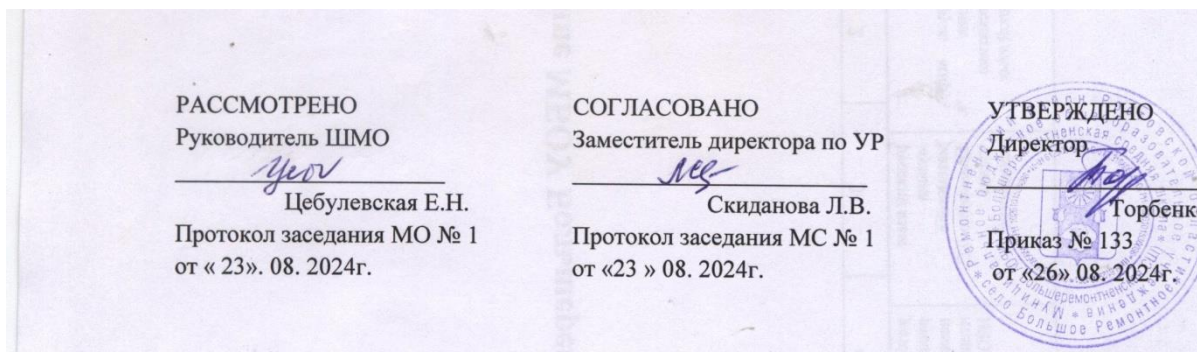 РАССМОТРЕНО
Руководитель ШМО
Цебулевская Е.Н.
Протокол заседания МО № 1
от « 23». 08. 2024г.
СОГЛАСОВАНО
Заместитель директора по УР
Скиданова Л.В.
Протокол заседания МС № 1
от «23 » 08. 2024г.
УТВЕРЖДЕНО
Директор
Торбенк
Приказ № 133
от «26» 08. 2024г.